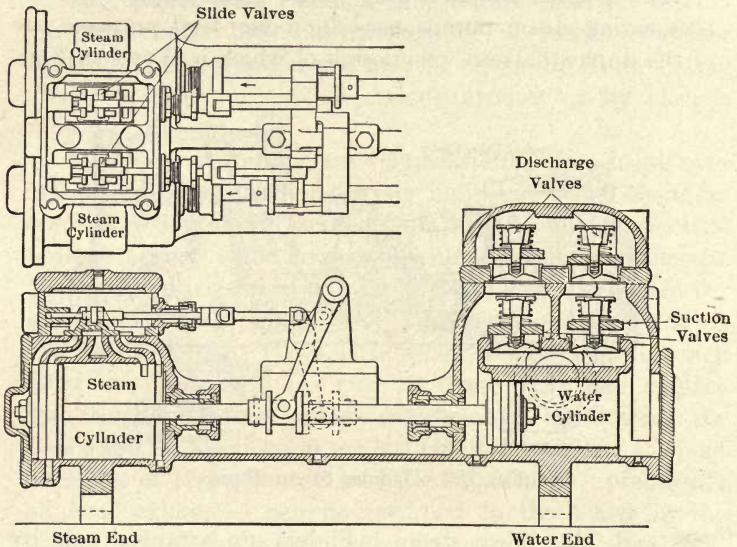 Slide Valves
Steam
Cylinder
Steam
Cylinder
Discharge
Valves
Suction
Valves
Steam
Cylinder
Water
Cylinder
Steam End
Water End